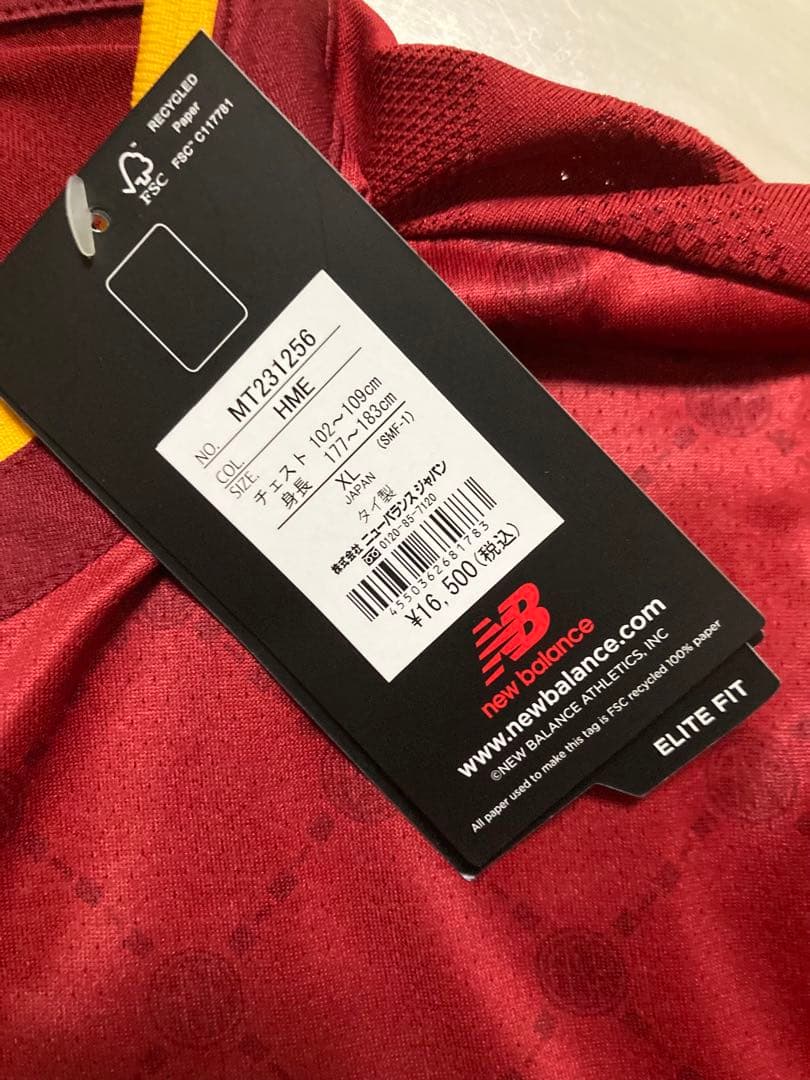 RECYCLED
Paper
FSC™ C117781
FSC
NO. MT231256
COL. HME
SIZE.
チェスト 102～109cm
身長 177～183cm
XL (SMF-1)
JAPAN
タイ製
株式会社 ニューバランスジャパン
0120-85-7120
4550362681783
¥16,500(税込)
NB
new balance
www.newbalance.com
©NEW BALANCE ATHLETICS, INC
All paper used to make this tag is FSC recycled 100% paper
ELITE FIT